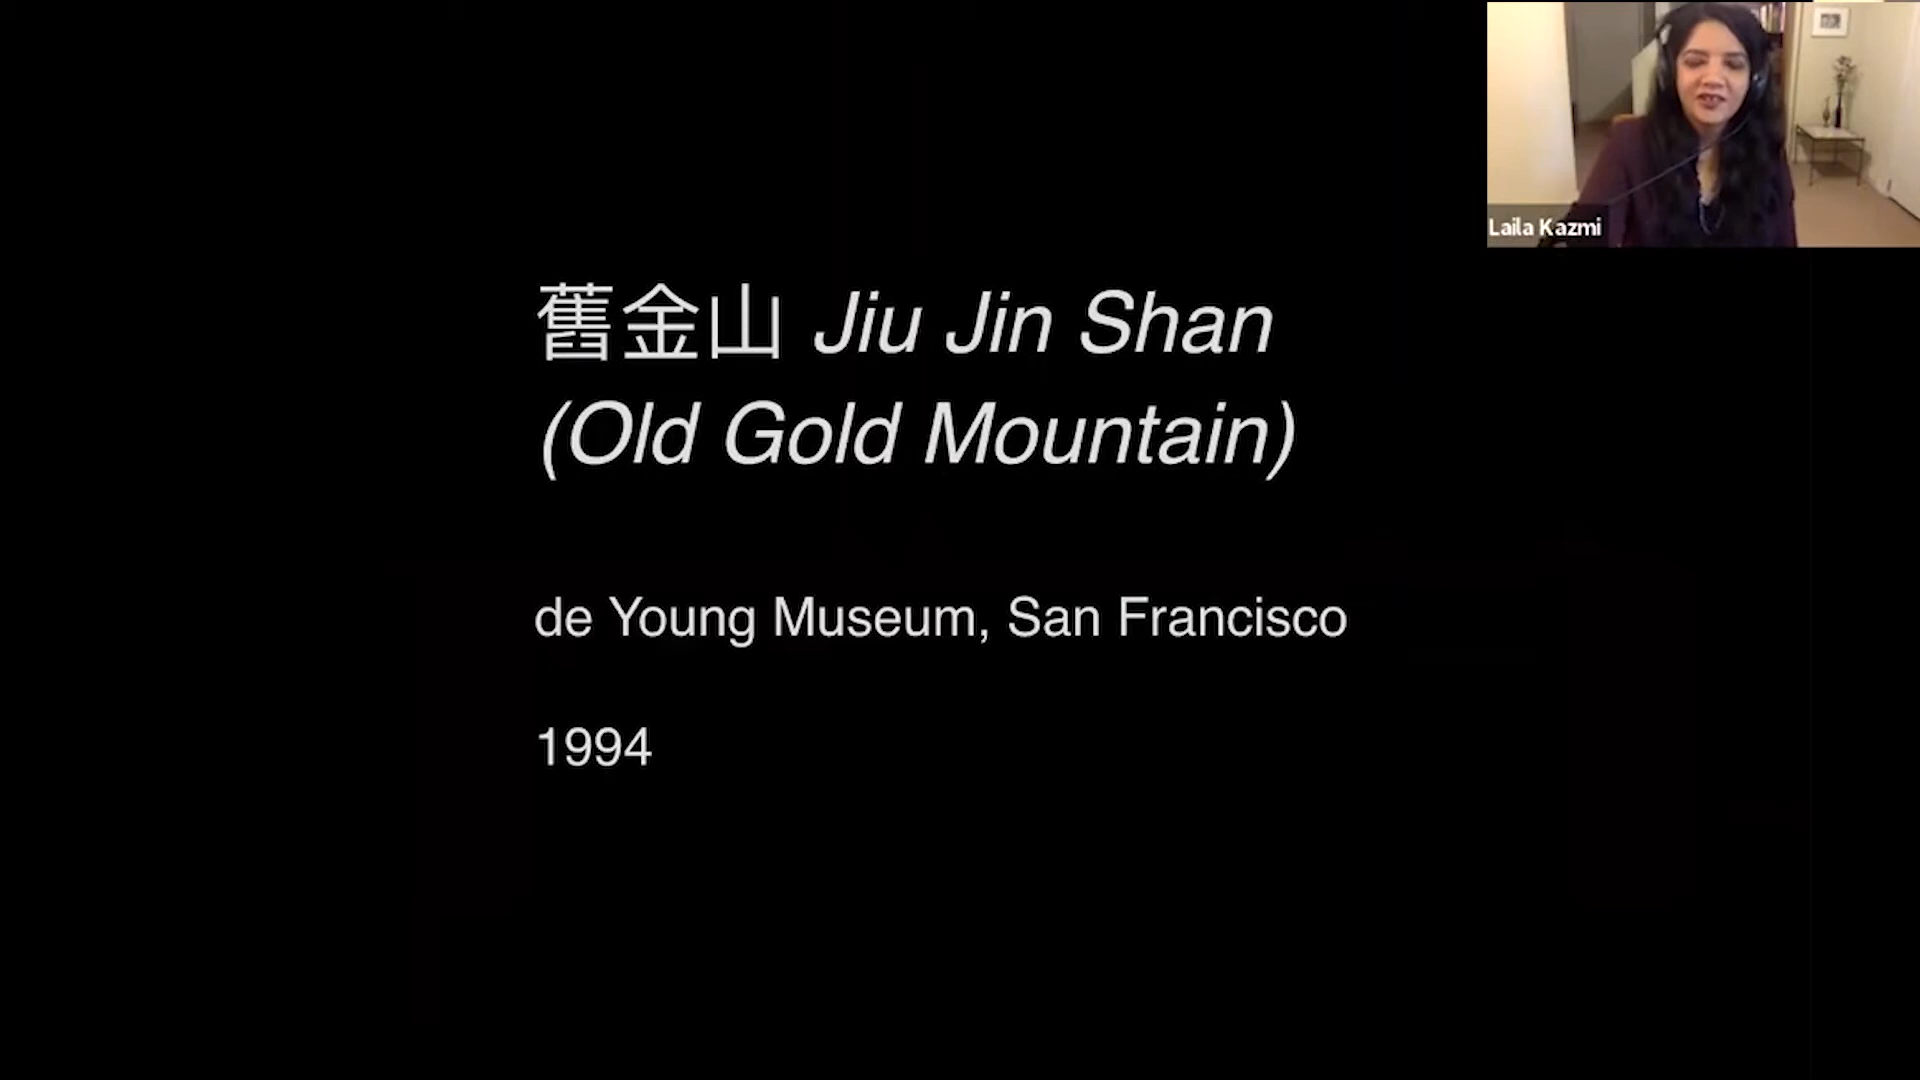 Laila Kazmi
舊金山 Jiu Jin Shan
(Old Gold Mountain)
de Young Museum, San Francisco
1994